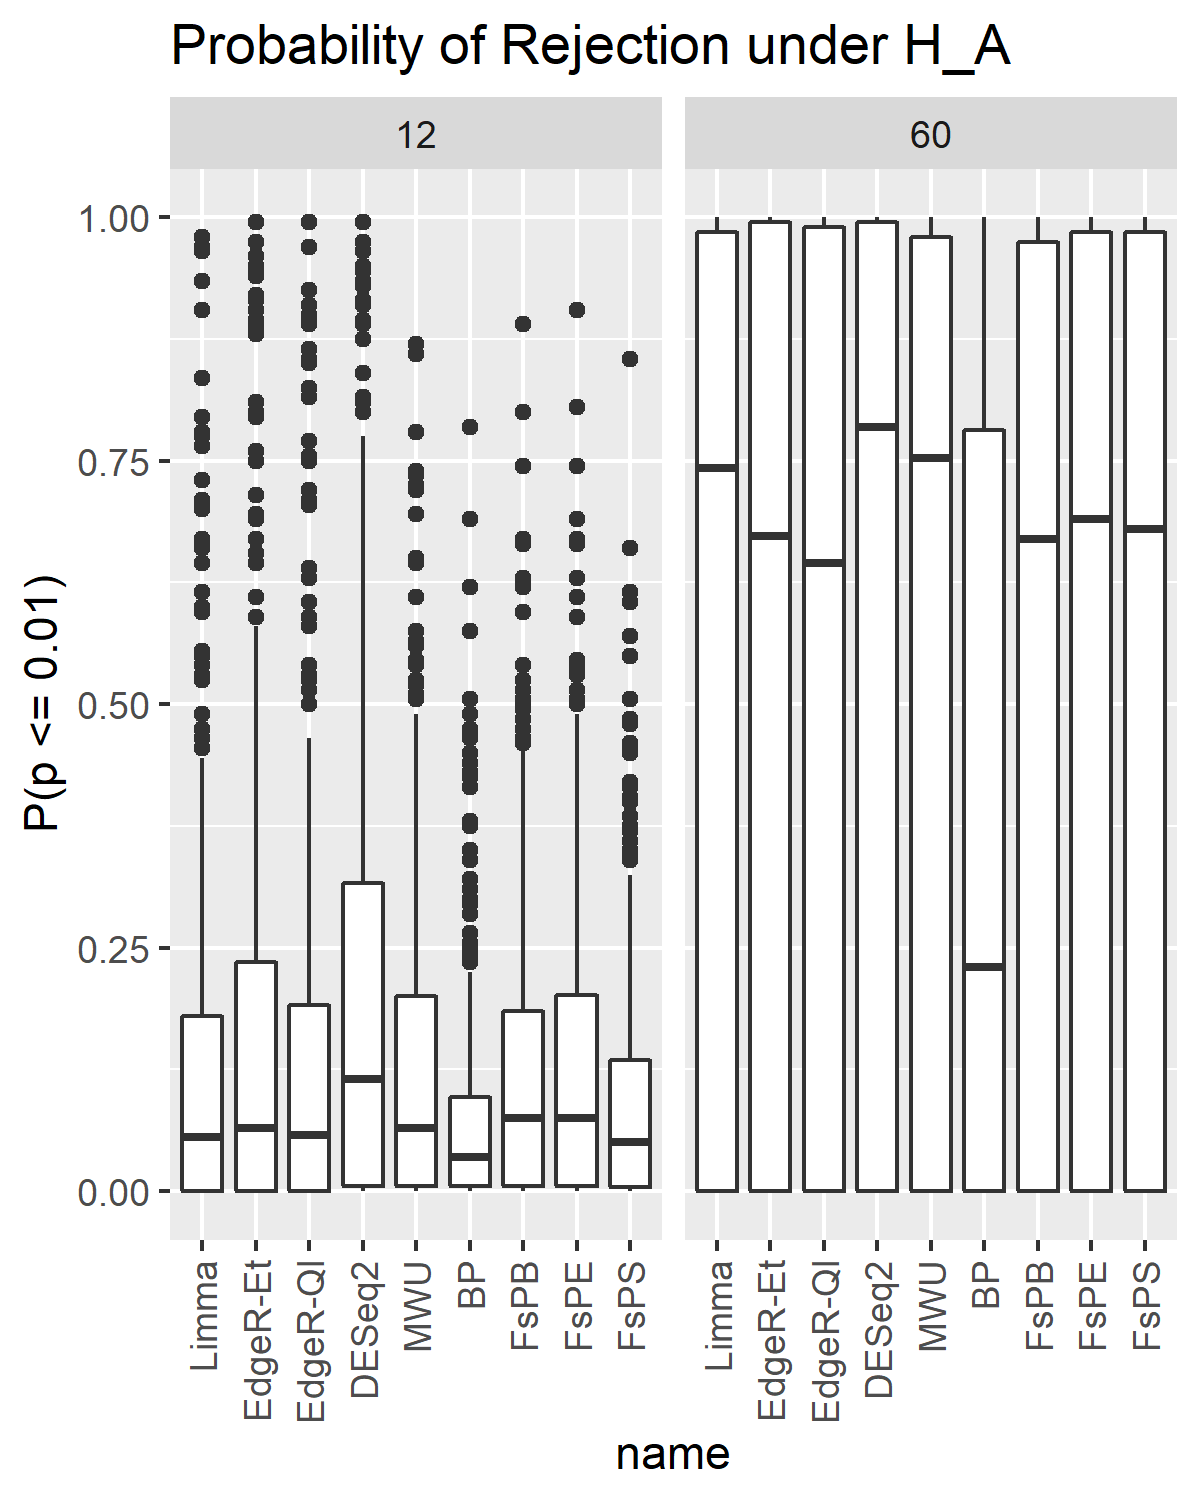 Probability of Rejection under H_A
12
60
P(p <= 0.01)
1.00
0.75
0.50
0.25
0.00
Limma
EdgeR-Et
EdgeR-Ql
DESeq2
MWU
BP
FsPB
FsPE
FsPS
Limma
EdgeR-Et
EdgeR-Ql
DESeq2
MWU
BP
FsPB
FsPE
FsPS
name